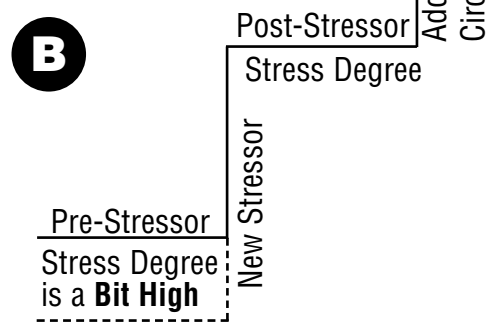 B
Post-Stressor
Stress Degree
New Stressor
Pre-Stressor
Stress Degree
is a Bit High